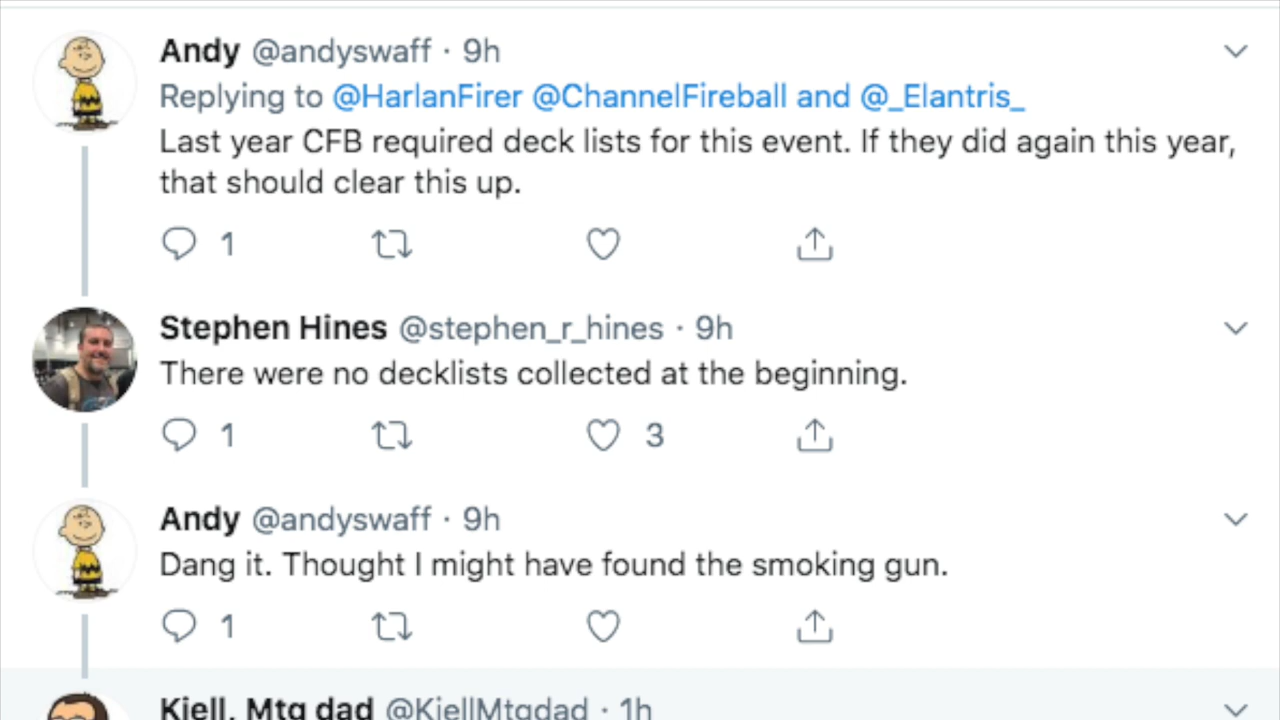 Andy @andyswaff · 9h
Replying to @HarlanFirer @ChannelFireball and @_Elantris_
Last year CFB required deck lists for this event. If they did again this year,
that should clear this up.
1
Stephen Hines @stephen_r_hines · 9h
There were no decklists collected at the beginning.
1 3
Andy @andyswaff · 9h
Dang it. Thought I might have found the smoking gun.
1
Kjell, Mtg dad @KjellMtgdad · 1h